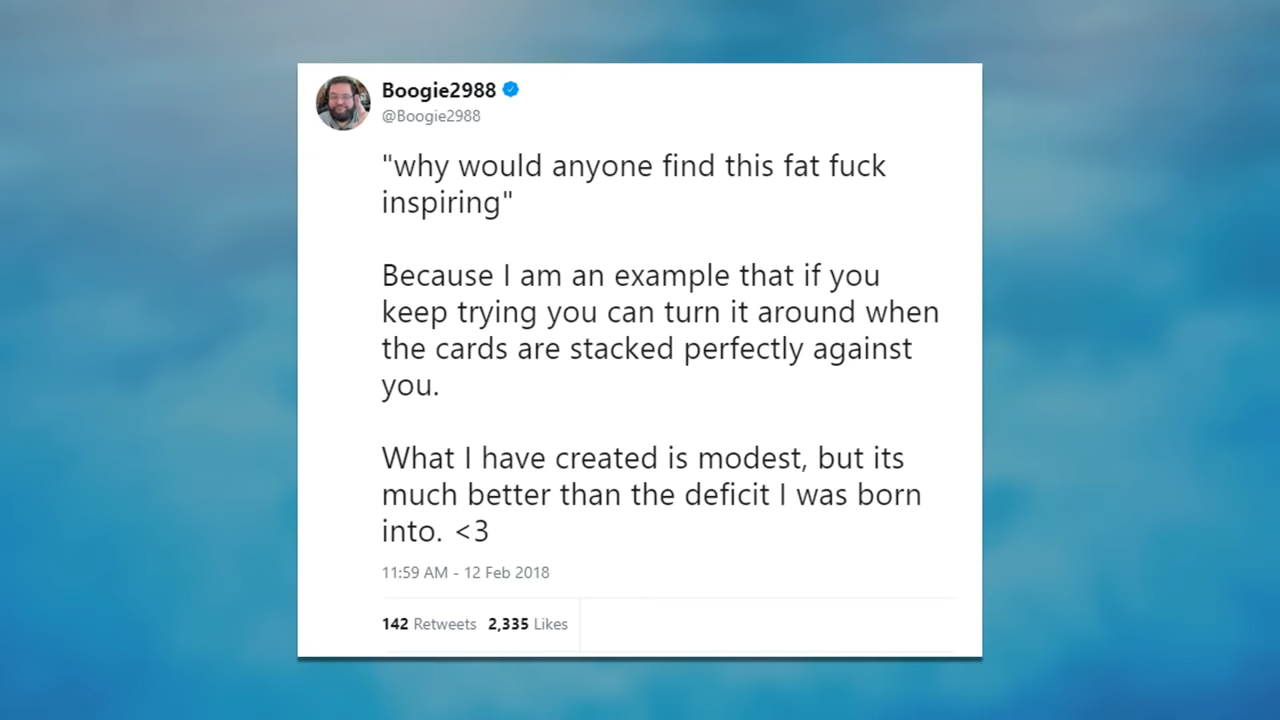 Boogie2988
@Boogie2988
"why would anyone find this fat fuck
inspiring"
Because I am an example that if you
keep trying you can turn it around when
the cards are stacked perfectly against
you.
What I have created is modest, but its
much better than the deficit I was born
into. <3
11:59 AM - 12 Feb 2018
142 Retweets 2,335 Likes